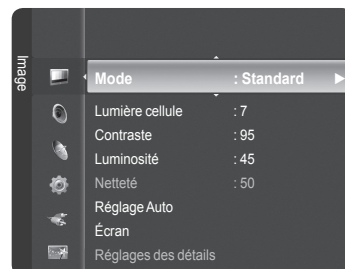 Image
Mode : Standard
Lumière cellule : 7
Contraste : 95
Luminosité : 45
Netteté : 50
Réglage Auto
Écran
Réglages des détails